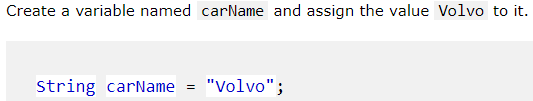 Create a variable named carName and assign the value Volvo to it.
String carName = "Volvo";